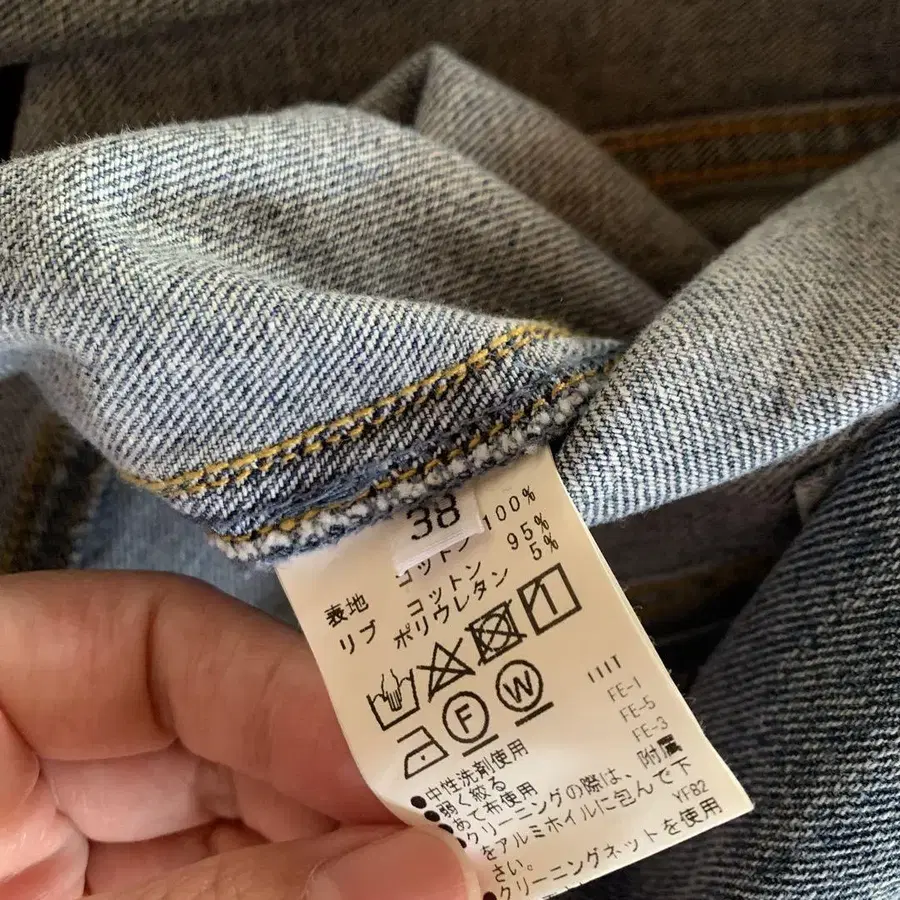 38
表地 コットン 100%
リブ コットン 95%
ポリウレタン 5%
F W
IIIT
FE-1
FE-5
FE-3
●中性洗剤使用
●弱く絞る
●あて布使用
●クリーニングの際は、附属
をアルミホイルに包んで下
さい。
●クリーニングネットを使用
YF82